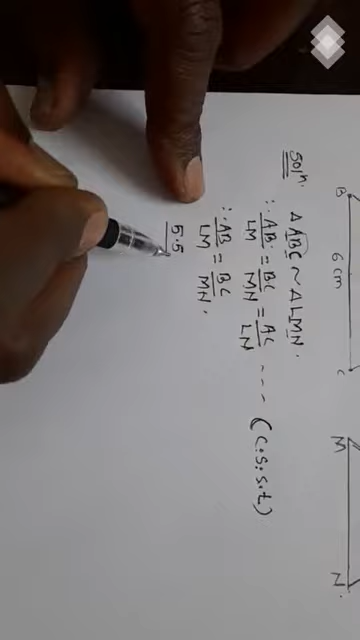 B
6 cm
C
M
N
Solⁿ.
Δ ABC ~ Δ LMN.
∴ AB/LM = BC/MN = AC/LN --- (c.s.s.t)
∴ AB/LM = BC/MN.
5.5